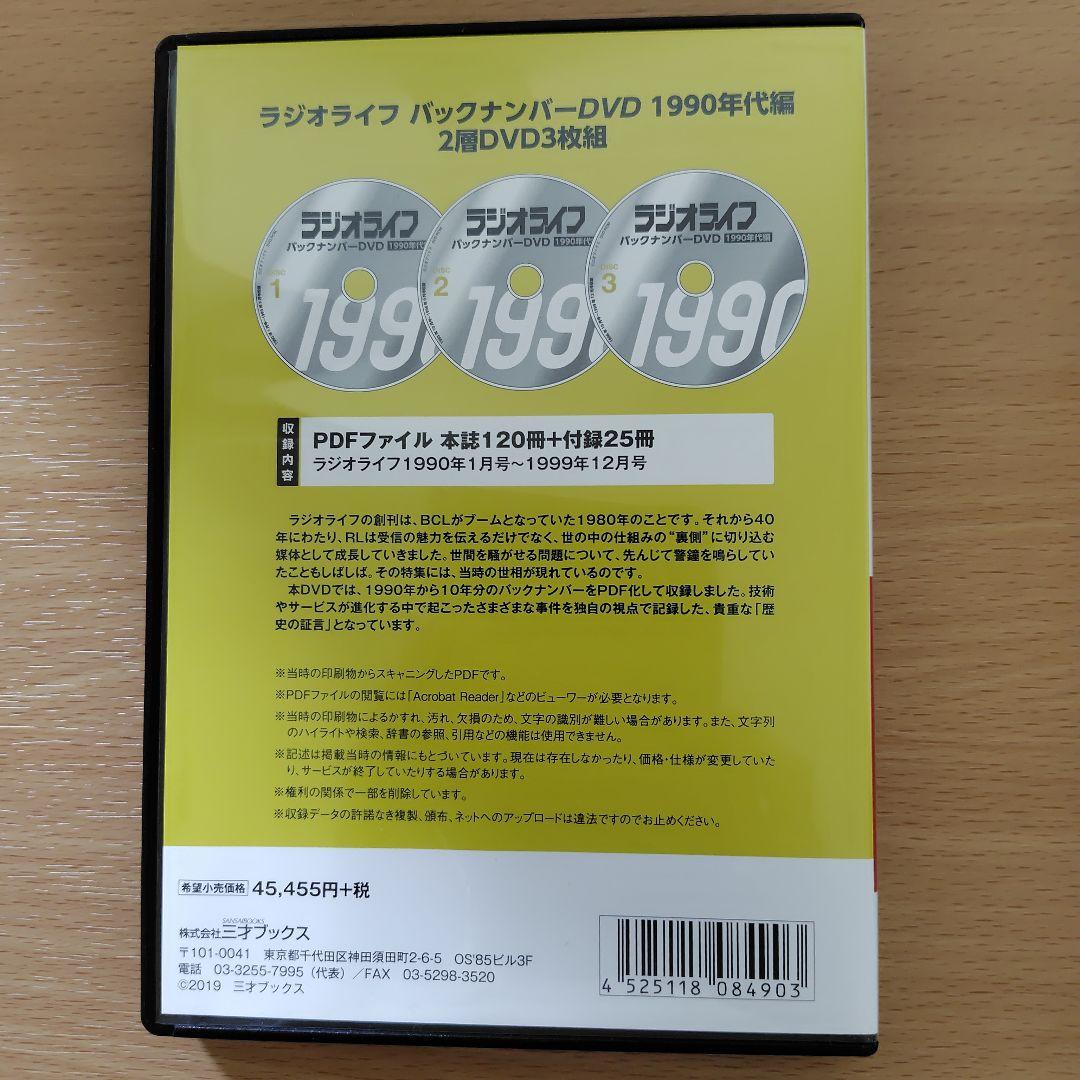 ラジオライフ バックナンバーDVD 1990年代編
2層DVD3枚組
ラジオライフ
バックナンバーDVD 1990年代
DISC
1
199
ラジオライフ
バックナンバーDVD 1990年代
DISC
2
199
ラジオライフ
バックナンバーDVD 1990年代編
DISC
3
1990
収録内容
PDFファイル 本誌120冊+付録25冊
ラジオライフ1990年1月号〜1999年12月号
ラジオライフの創刊は、BCLがブームとなっていた1980年のことです。それから40
年にわたり、RLは受信の魅力を伝えるだけでなく、世の中の仕組みの“裏側”に切り込む
媒体として成長していきました。世間を騒がせる問題について、先んじて警鐘を鳴らしてい
たこともしばしば。その特集には、当時の世相が現れているのです。
本DVDでは、1990年から10年分のバックナンバーをPDF化して収録しました。技術
やサービスが進化する中で起こったさまざまな事件を独自の視点で記録した、貴重な「歴
史の証言」となっています。
※当時の印刷物からスキャニングしたPDFです。
※PDFファイルの閲覧には「Acrobat Reader」などのビューワーが必要となります。
※当時の印刷物によるかすれ、汚れ、欠損のため、文字の識別が難しい場合があります。また、文字列
のハイライトや検索、辞書の参照、引用などの機能は使用できません。
※記述は掲載当時の情報にもとづいています。現在は存在しなかったり、価格・仕様が変更していた
り、サービスが終了していたりする場合があります。
※権利の関係で一部を削除しています。
※収録データの許諾なき複製、頒布、ネットへのアップロードは違法ですのでお止めください。
希望小売価格 45,455円+税
SANSAIBOOKS
株式会社三才ブックス
〒101-0041 東京都千代田区神田須田町2-6-5 OS'85ビル3F
電話 03-3255-7995（代表）／FAX 03-5298-3520
©2019 三才ブックス
4 525118 084903